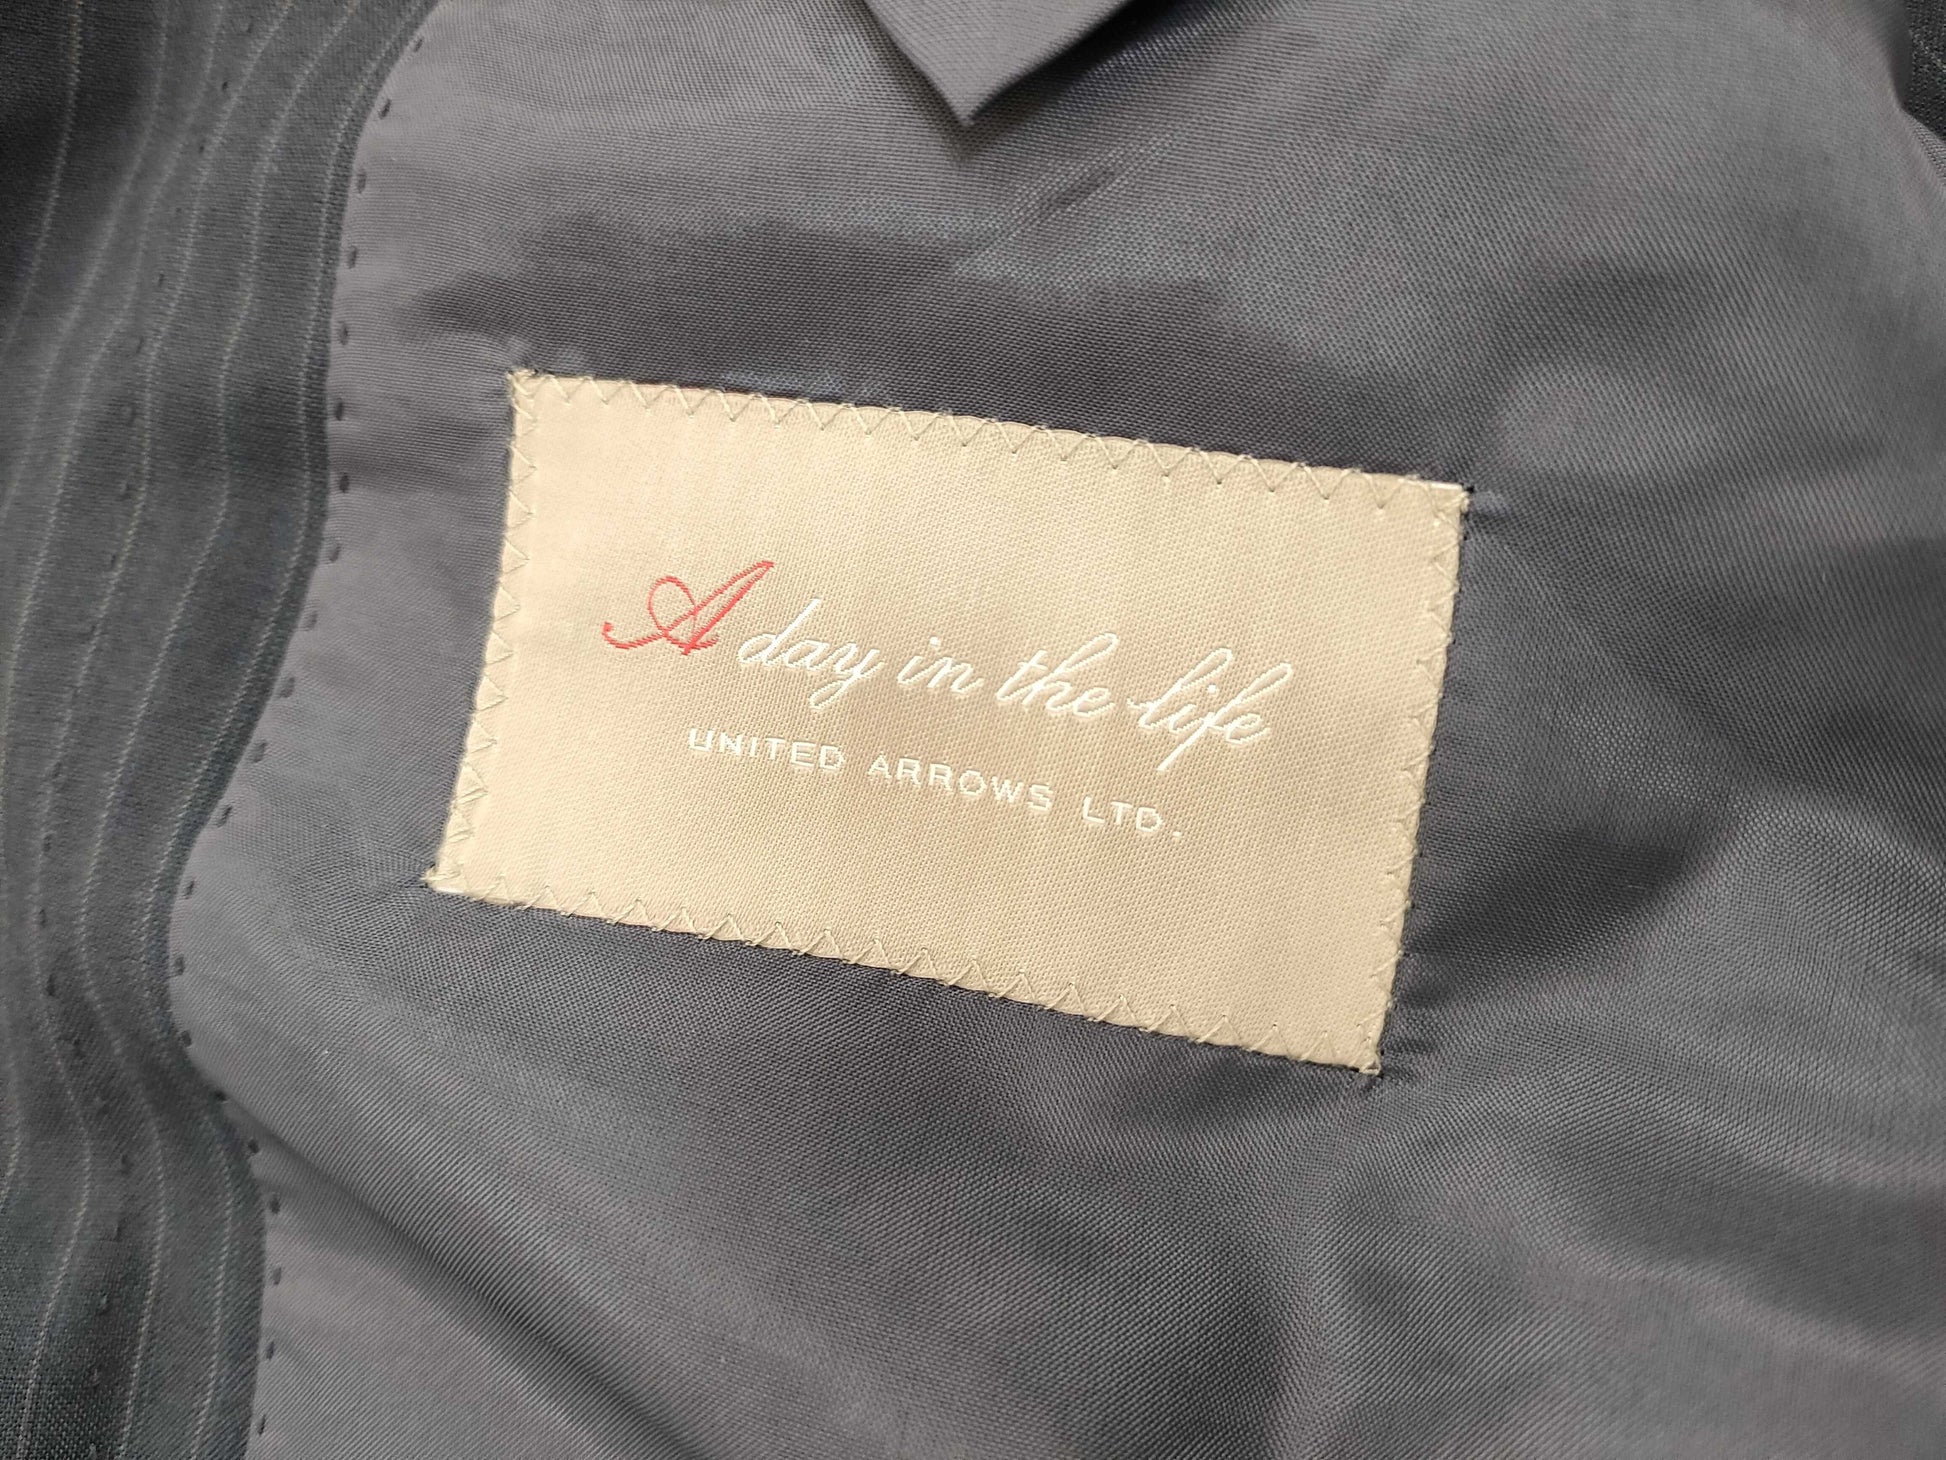 A day in the life
UNITED ARROWS LTD.